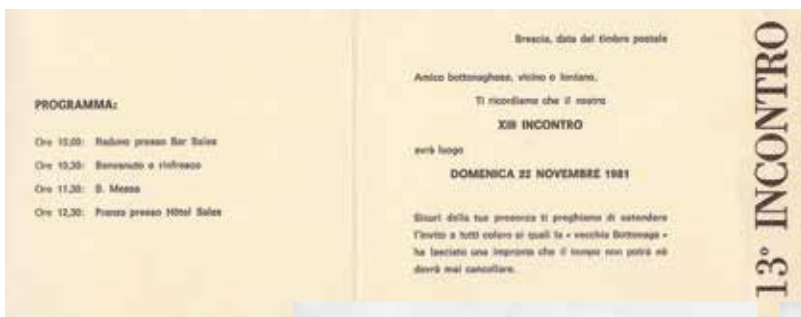 PROGRAMMA:
Ore 10,00: Raduno presso Bar Sales
Ore 10,30: Benvenuto e rinfresco
Ore 11,30: S. Messa
Ore 12,30: Pranzo presso Hôtel Sales
Brescia, data del timbro postale
Amico bottonaghese, vicino o lontano,
Ti ricordiamo che il nostro
XIII INCONTRO
avrà luogo
DOMENICA 22 NOVEMBRE 1981
Sicuri della tua presenza ti preghiamo di estendere
l'invito a tutti coloro ai quali la « vecchia Bottonaga »
ha lasciato una impronta che il tempo non potrà nè
dovrà mai cancellare.
13° INCONTRO